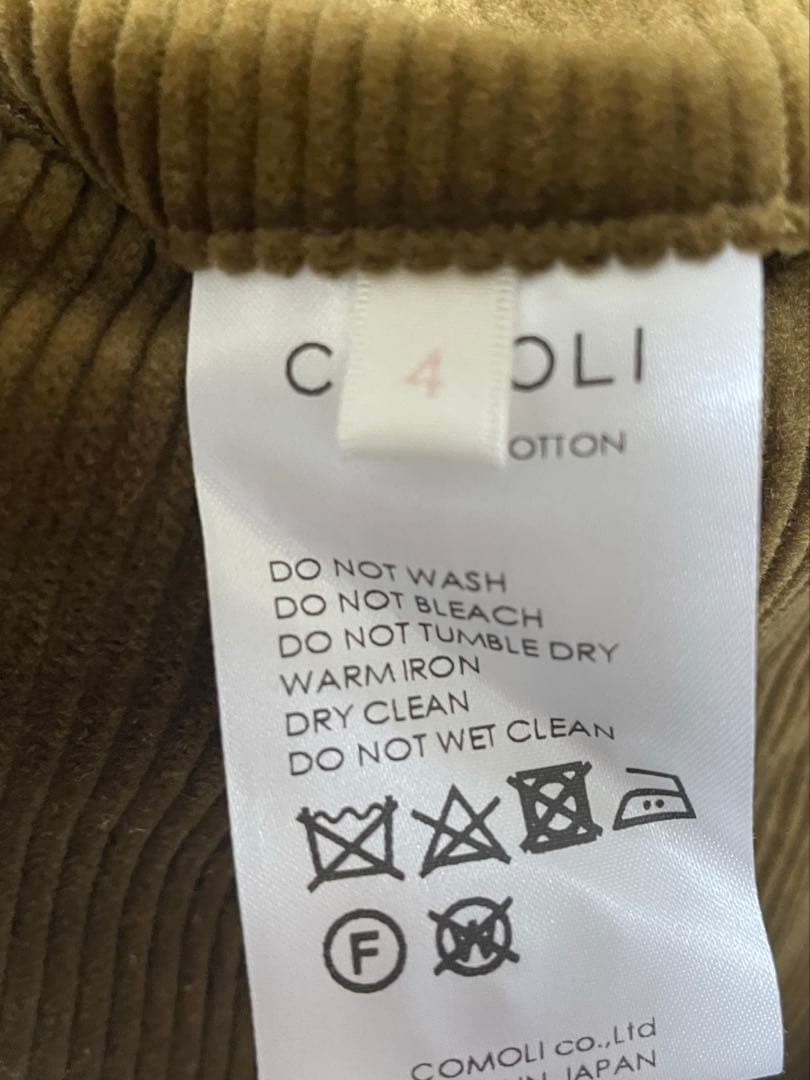 4
OLI
OTTON
DO NOT WASH
DO NOT BLEACH
DO NOT TUMBLE DRY
WARM IRON
DRY CLEAN
DO NOT WET CLEAN
F W
COMOLI co.,Ltd
IN JAPAN